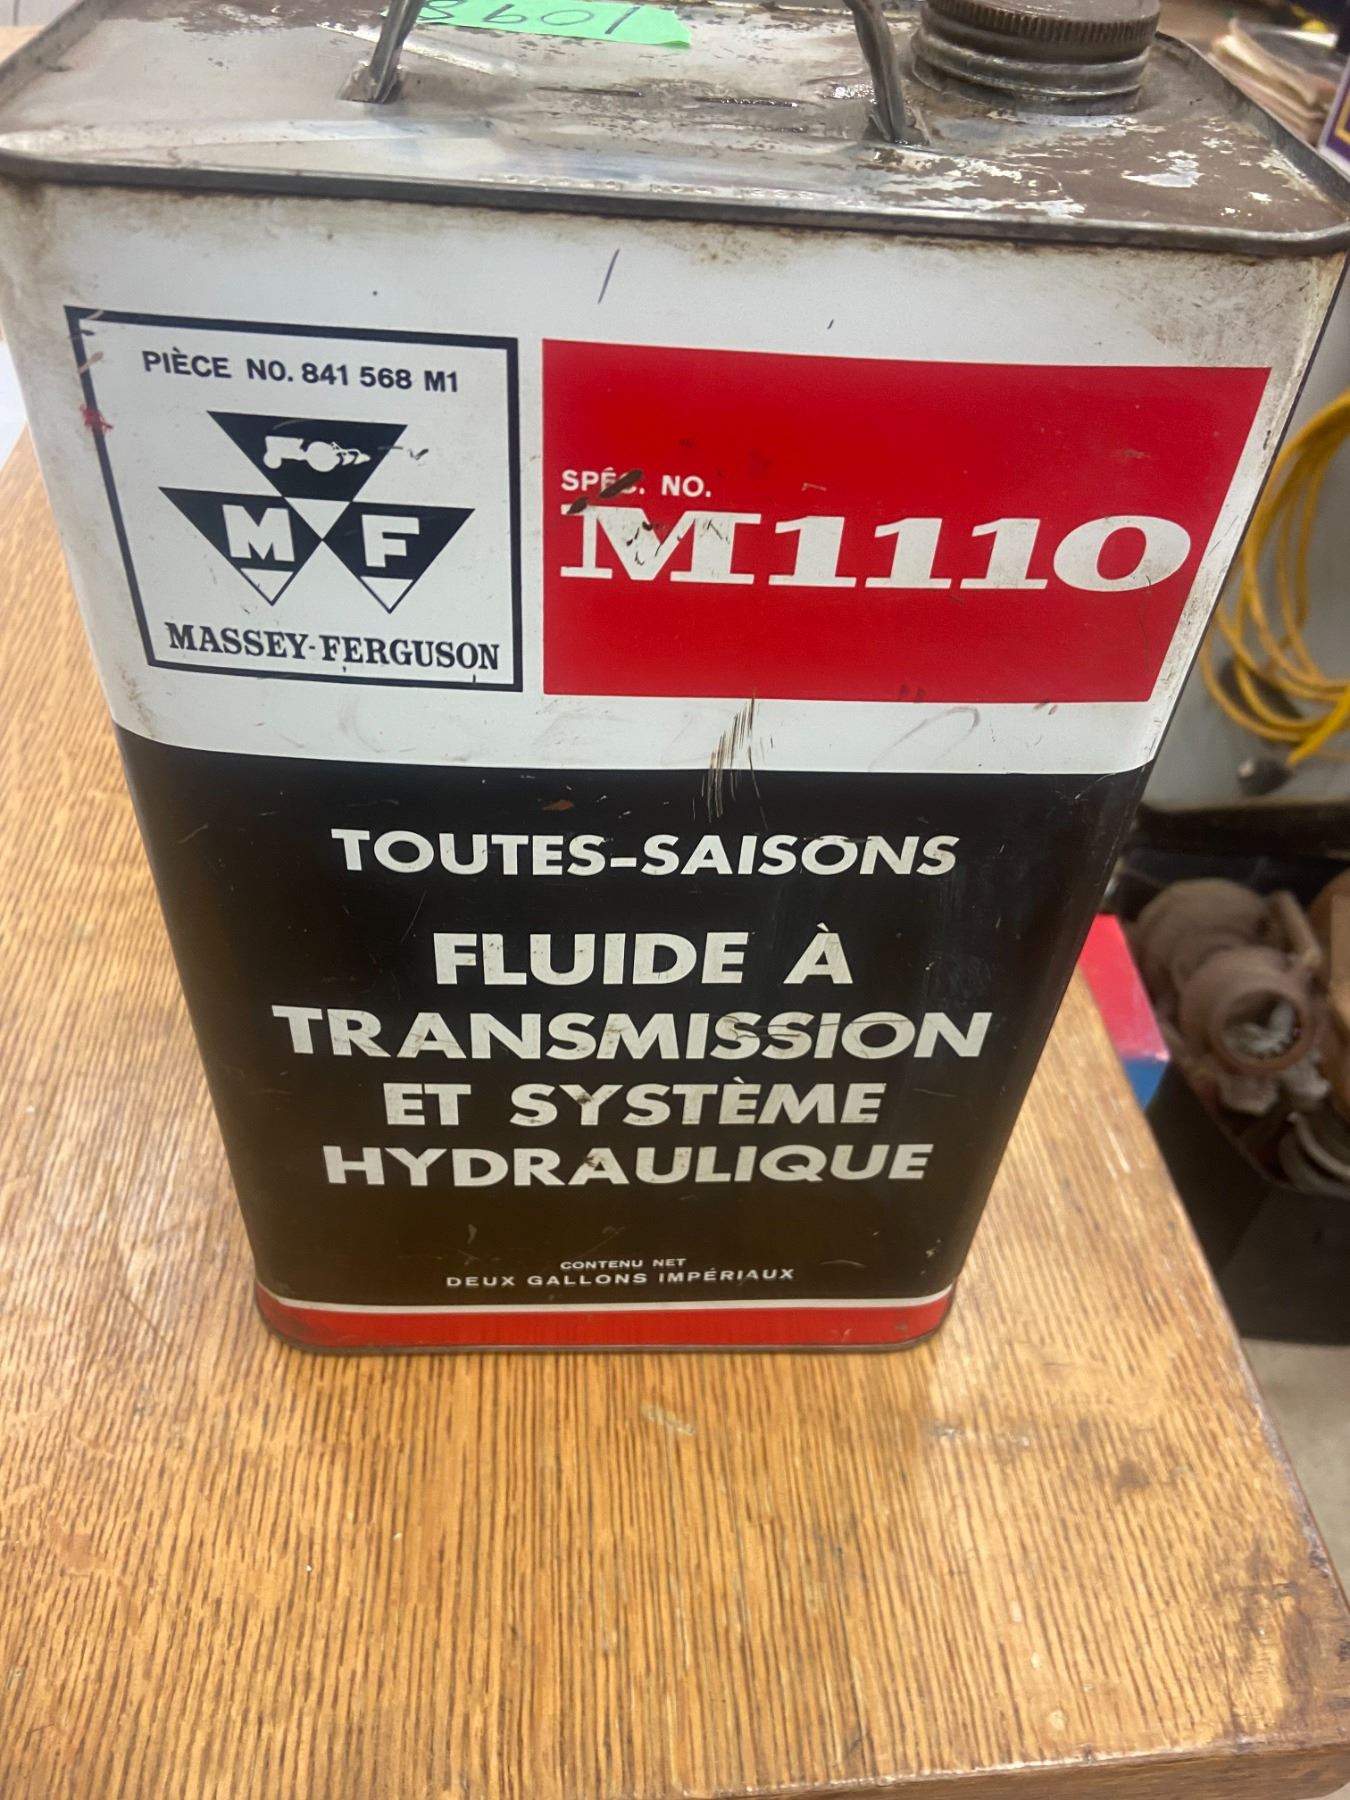 PIÈCE NO. 841 568 M1
M F
MASSEY-FERGUSON
SPÉC. NO.
M1110
TOUTES-SAISONS
FLUIDE À
TRANSMISSION
ET SYSTÈME
HYDRAULIQUE
CONTENU NET
DEUX GALLONS IMPÉRIAUX